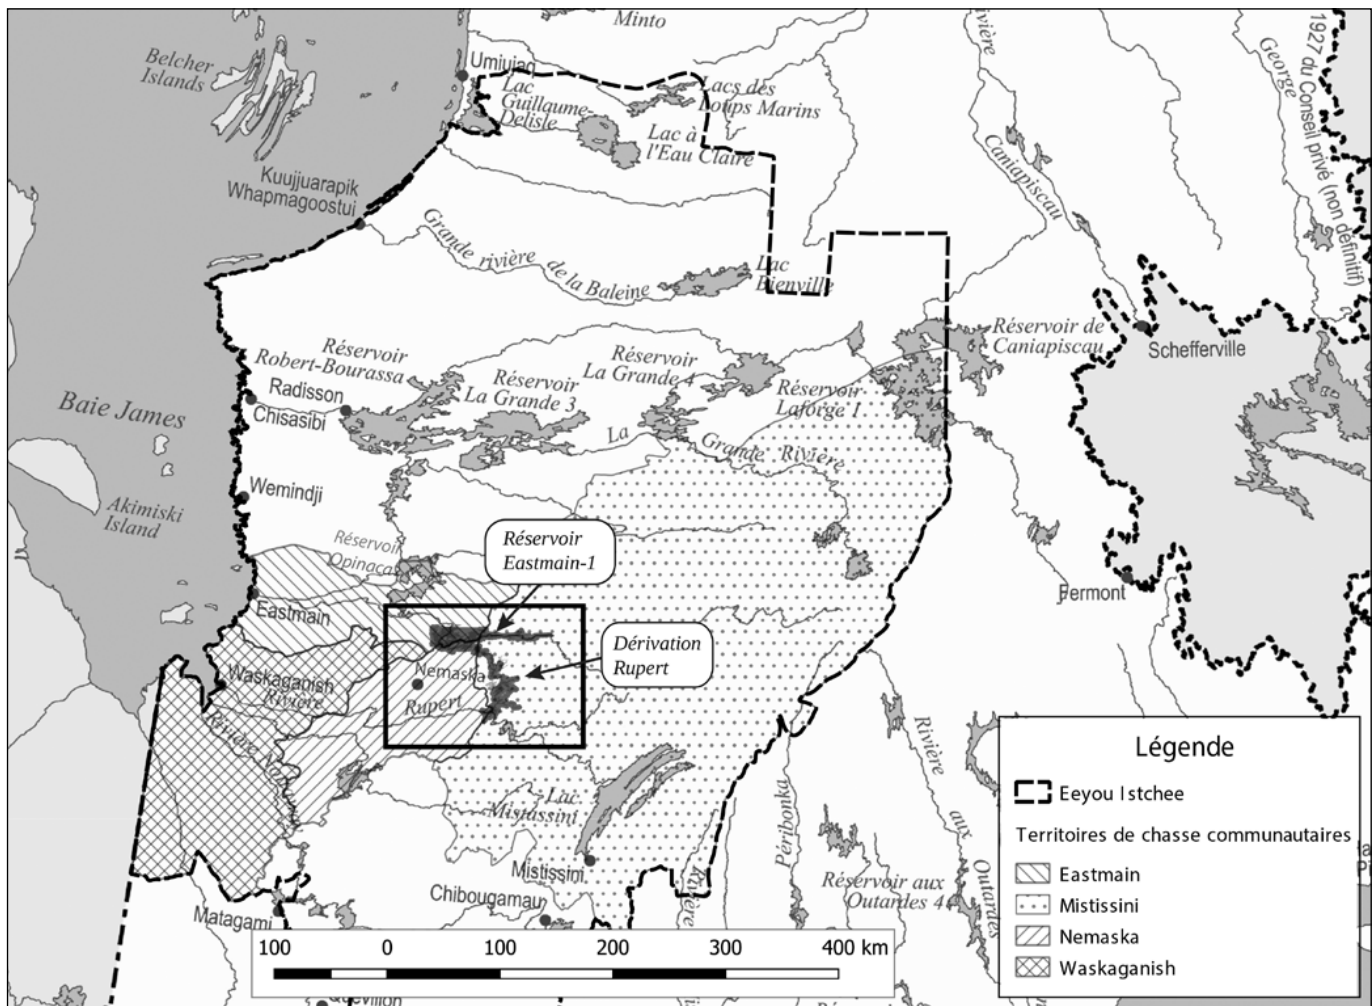 Minto
Rivière
George
1927 du Conseil privé (non définitif)
Belcher
Islands
Umiujaq
Lac
Guillaume-
Delisle
Lacs des
Loups Marins
Lac à
l'Eau Claire
Caniapiscau
Kuujjuarapik
Whapmagoostui
Grande rivière de la Baleine
Lac
Bienville
Réservoir de
Caniapiscau
Schefferville
Réservoir
Robert-Bourassa
Réservoir
La Grande 3
Réservoir
La Grande 4
Réservoir
Laforge 1
Radisson
Chisasibi
Baie James
La Grande Rivière
Wemindji
Akimiski
Island
Réservoir
Opinaca
Réservoir
Eastmain-1
Eastmain
Fermont
Dérivation
Rupert
Waskaganish
Nemaska
Rivière
Rupert
Rivière
Lac
Mistassini
Péribonka
Rivière
aux
Outardes
Mistissini
Rivière
Réservoir aux
Outardes 4
Chibougamau
Matagami
100 0 100 200 300 400 km
Légende
Eeyou Istchee
Territoires de chasse communautaires
Eastmain
Mistissini
Nemaska
Waskaganish